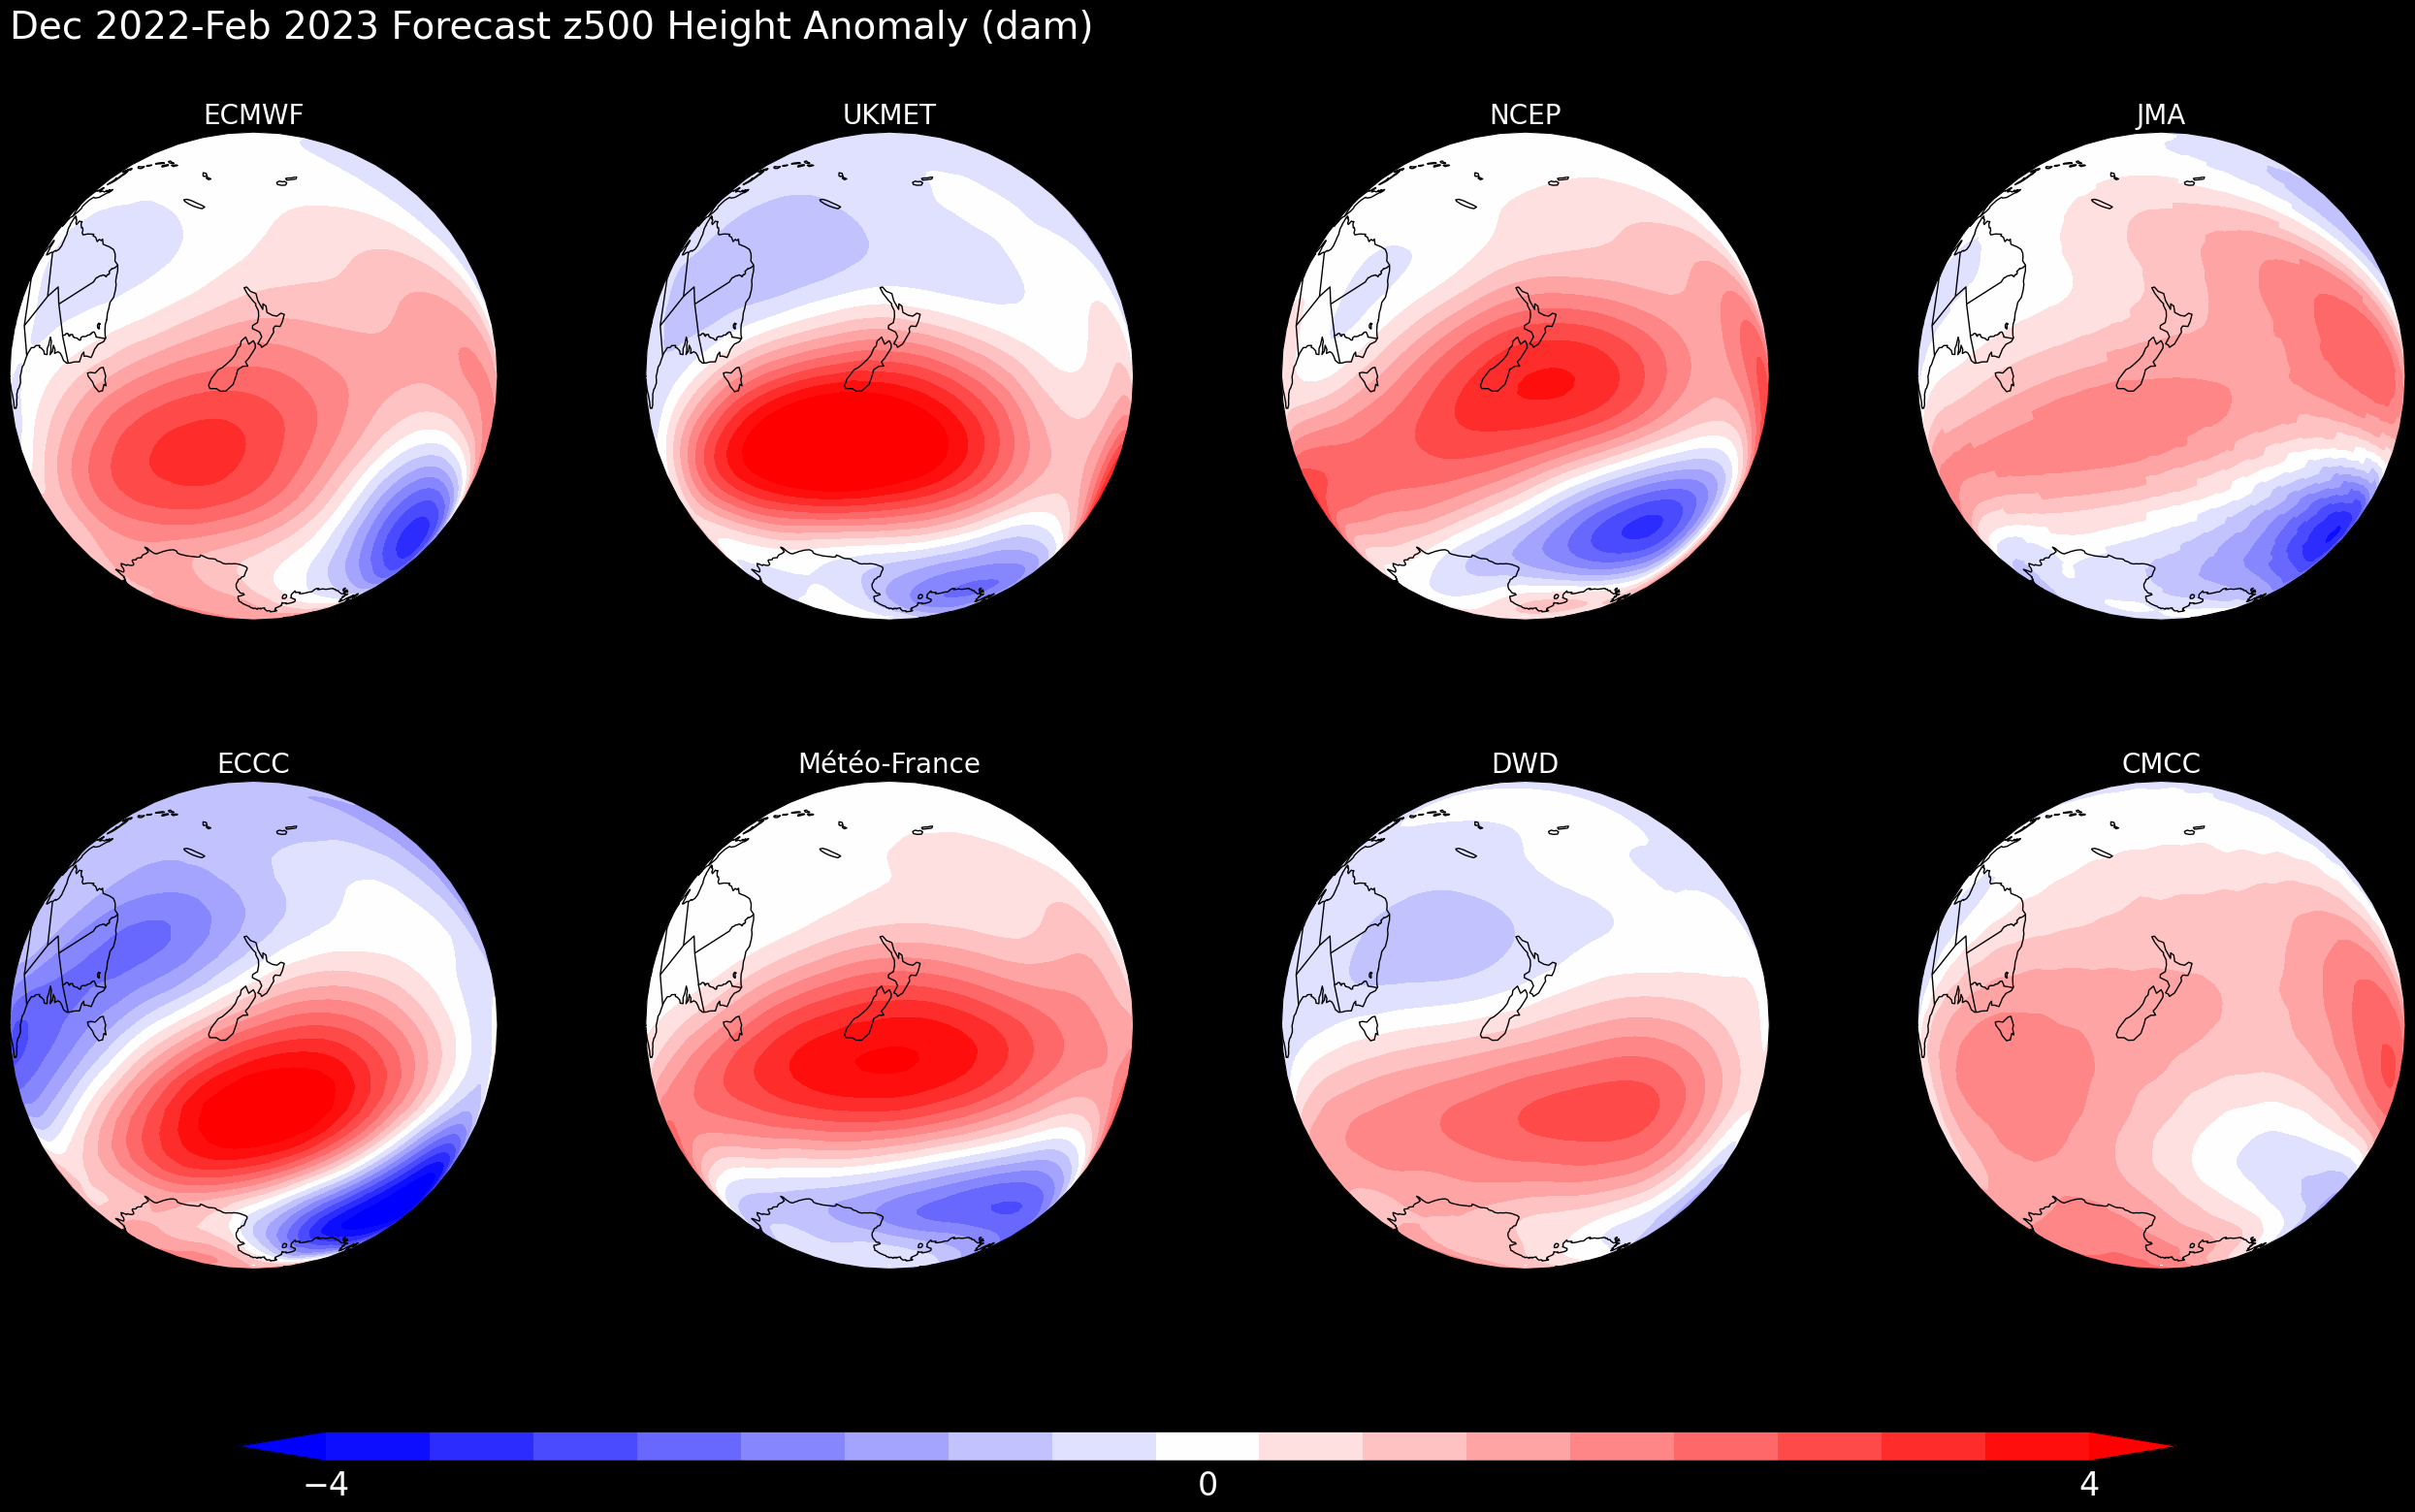 Dec 2022-Feb 2023 Forecast z500 Height Anomaly (dam)
ECMWF
UKMET
NCEP
JMA
ECCC
Météo-France
DWD
CMCC
−4
0
4